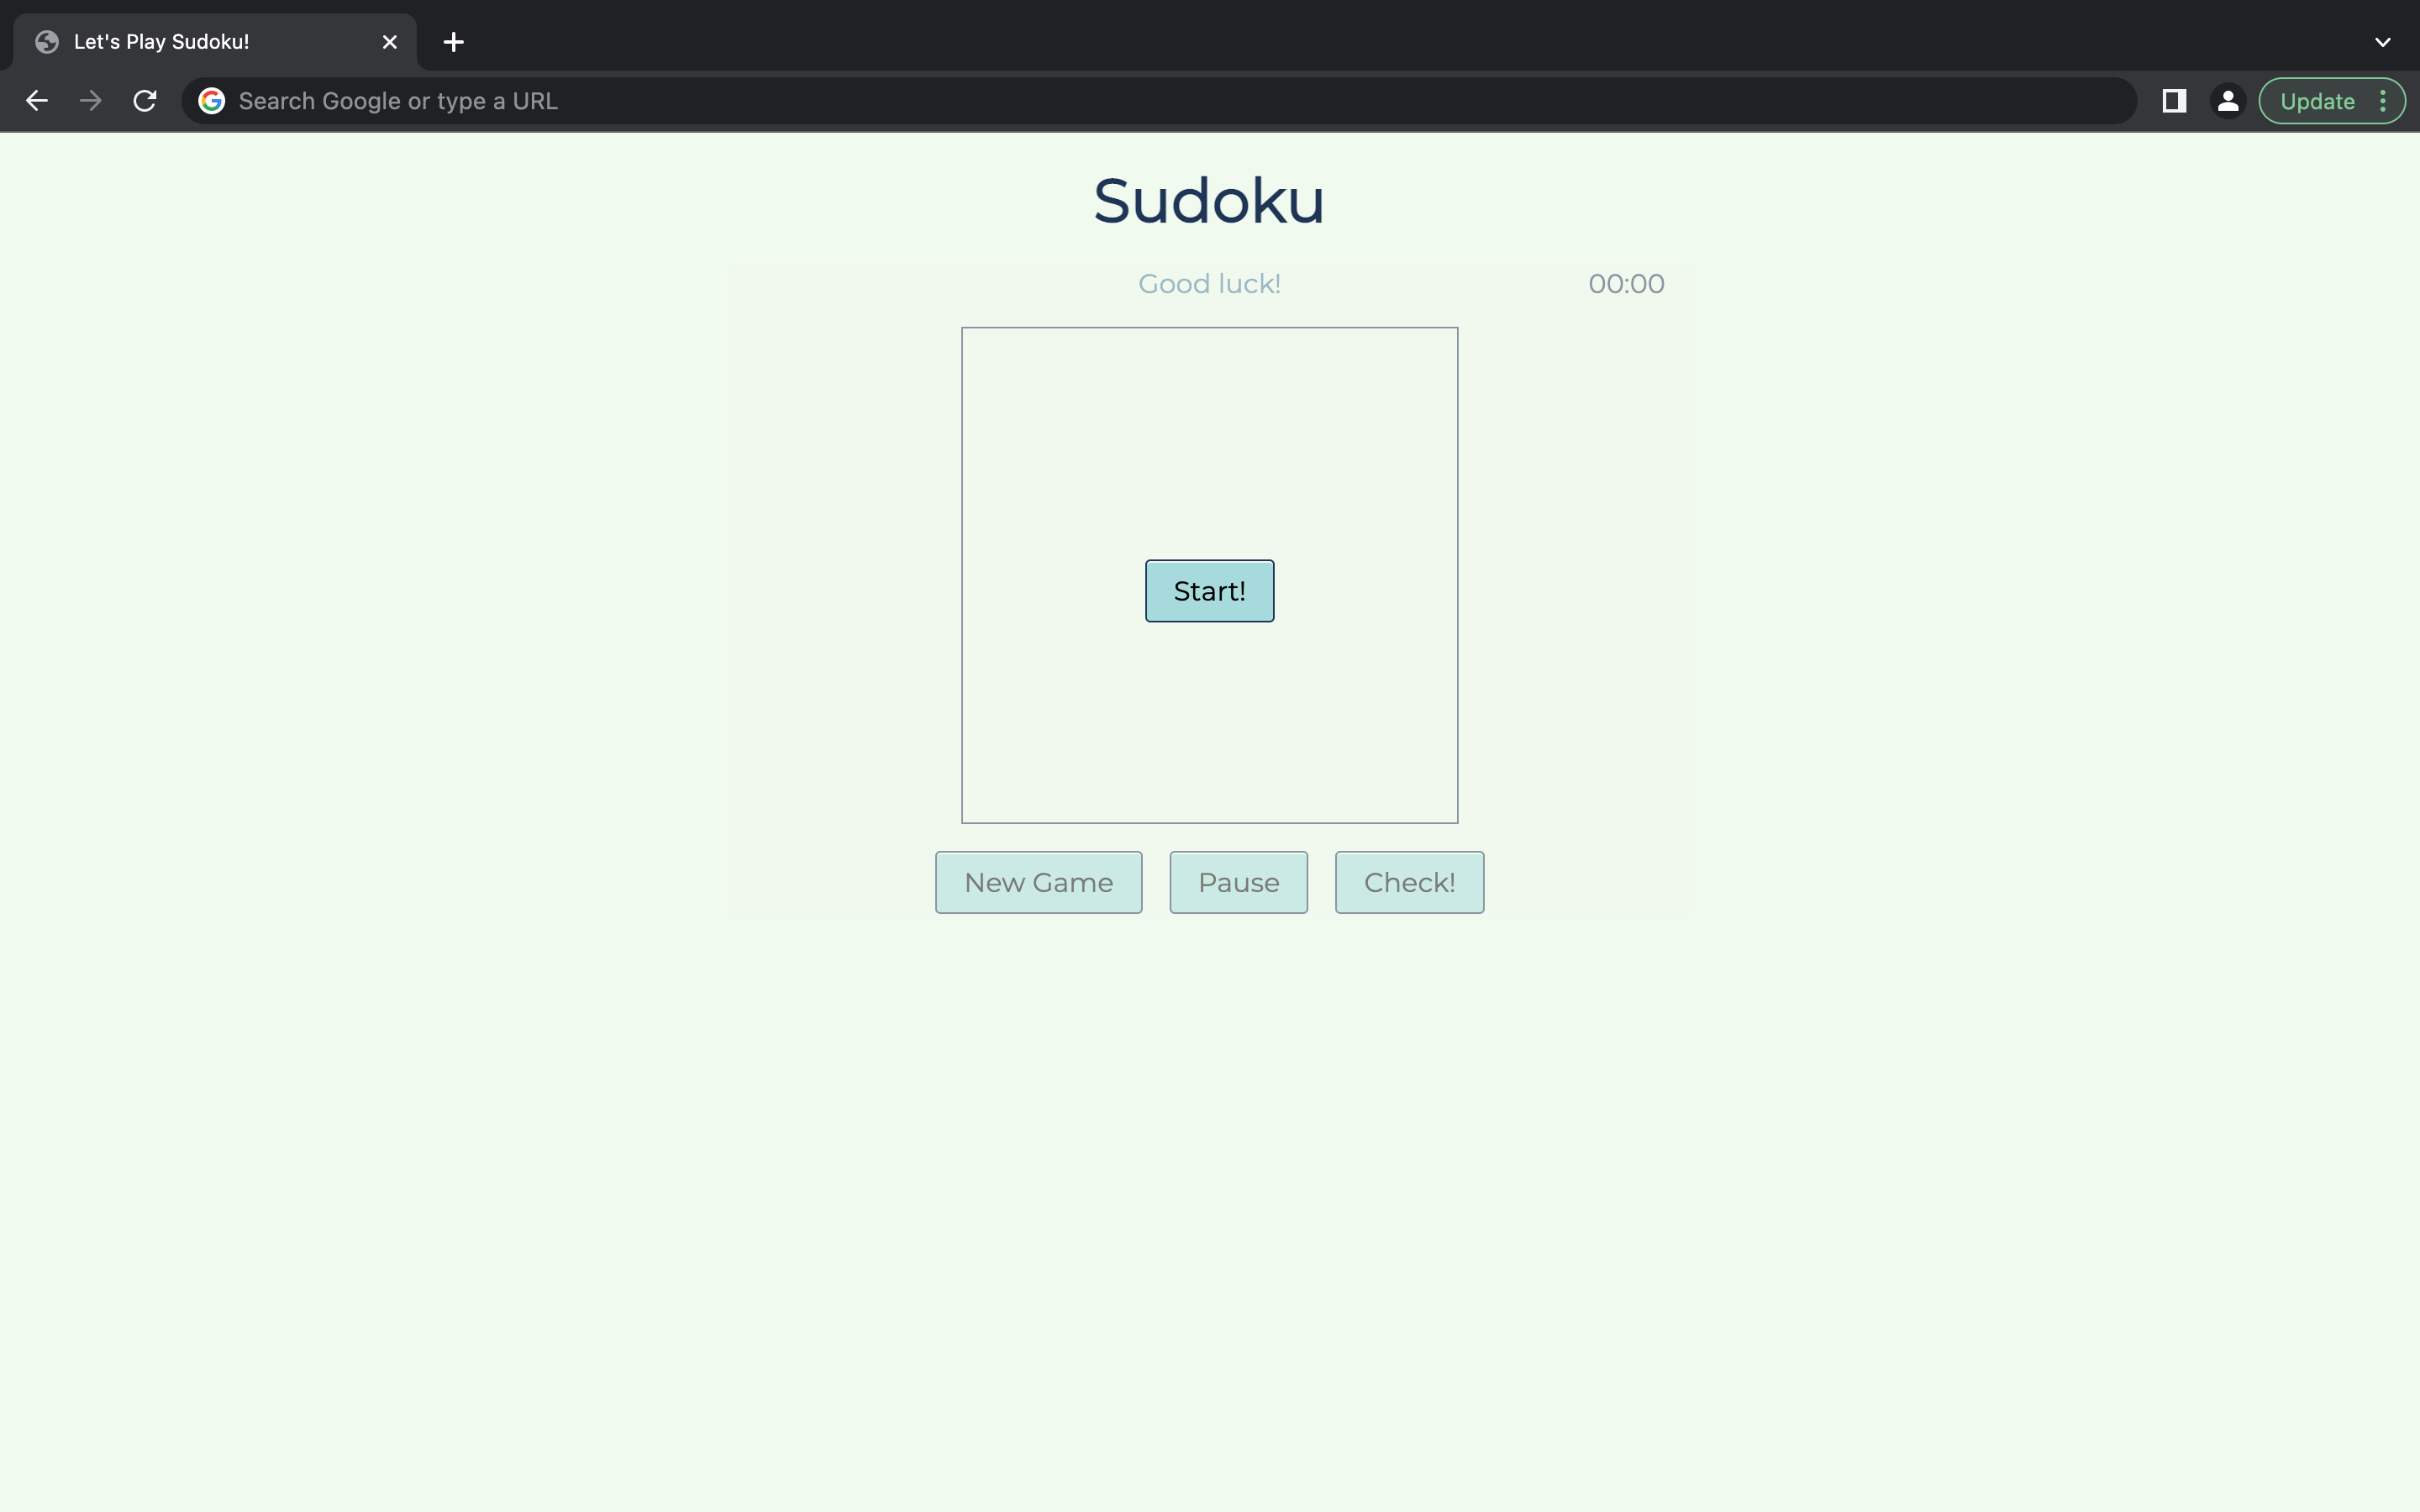 Let's Play Sudoku!
Search Google or type a URL
Update
Sudoku
Good luck!
00:00
Start!
New Game
Pause
Check!